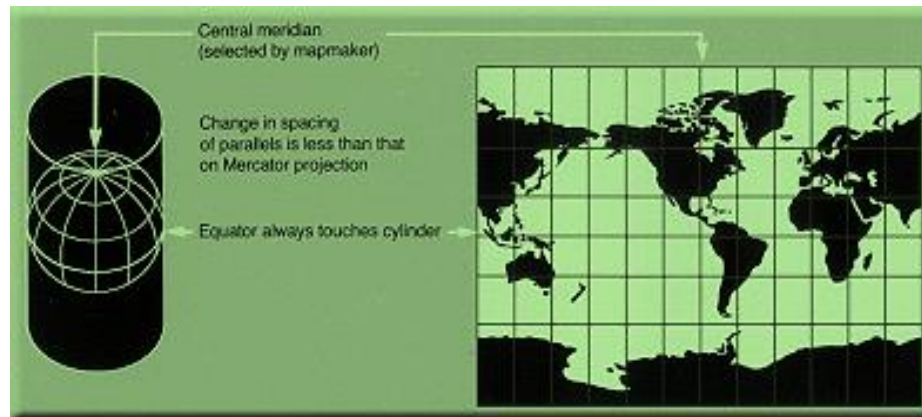 Central meridian
(selected by mapmaker)
Change in spacing
of parallels is less than that
on Mercator projection
Equator always touches cylinder